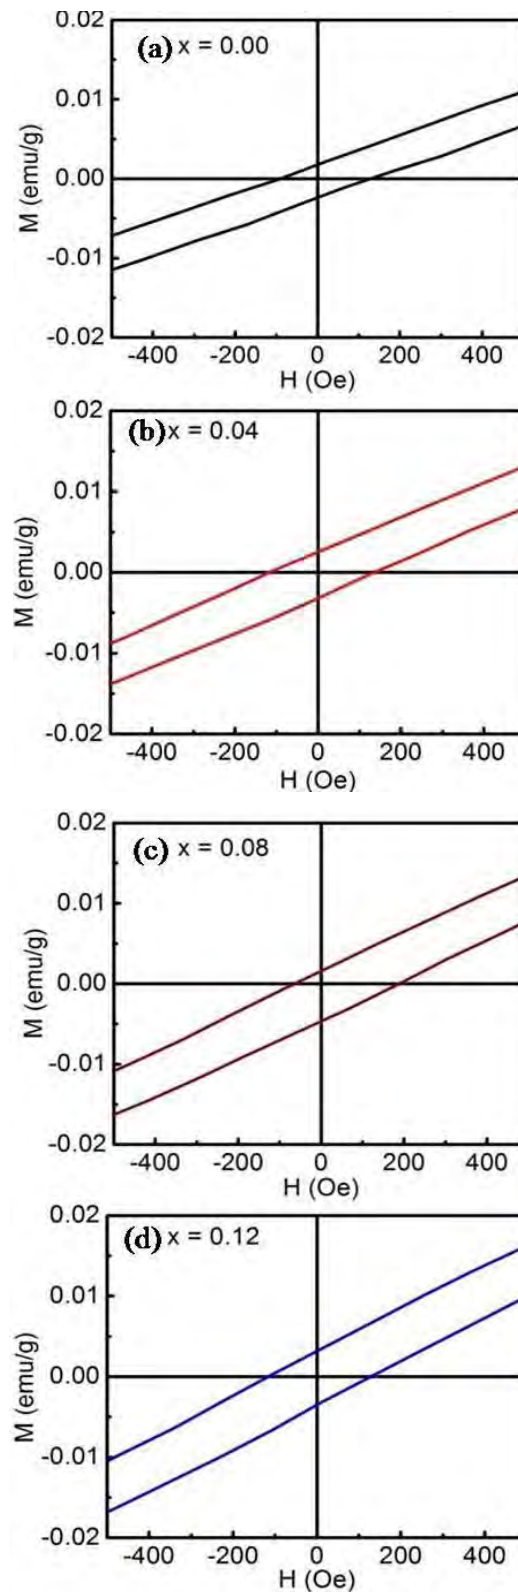 (a) x = 0.00
0.02
0.01
0.00
-0.01
-0.02
M (emu/g)
-400 -200 0 200 400
H (Oe)
(b) x = 0.04
0.02
0.01
0.00
-0.01
-0.02
M (emu/g)
-400 -200 0 200 400
H (Oe)
(c) x = 0.08
0.02
0.01
0.00
-0.01
-0.02
M (emu/g)
-400 -200 0 200 400
H (Oe)
(d) x = 0.12
0.02
0.01
0.00
-0.01
-0.02
M (emu/g)
-400 -200 0 200 400
H (Oe)